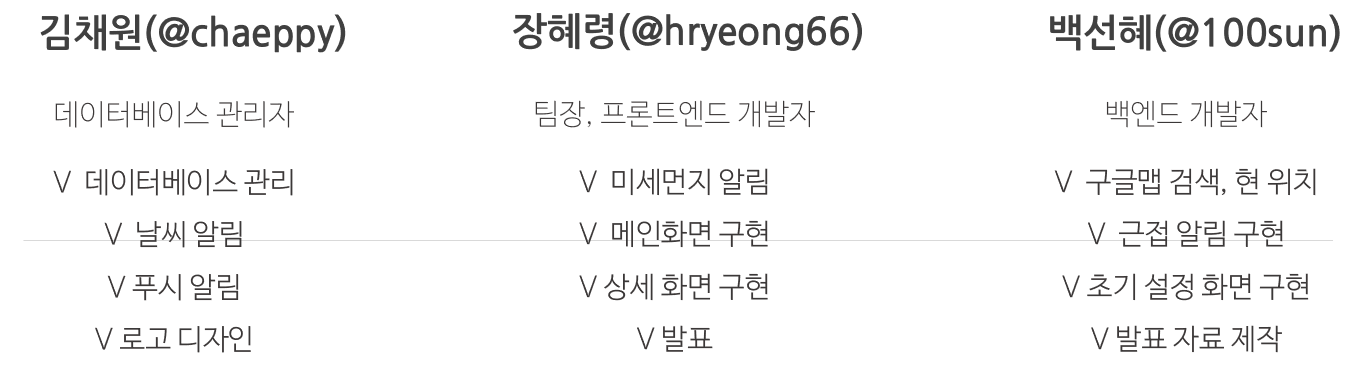 김채원(@chaeppy)
데이터베이스 관리자
V 데이터베이스 관리
V 날씨 알림
V 푸시 알림
V 로고 디자인
장혜령(@hryeong66)
팀장, 프론트엔드 개발자
V 미세먼지 알림
V 메인화면 구현
V 상세 화면 구현
V 발표
백선혜(@100sun)
백엔드 개발자
V 구글맵 검색, 현 위치
V 근접 알림 구현
V 초기 설정 화면 구현
V 발표 자료 제작